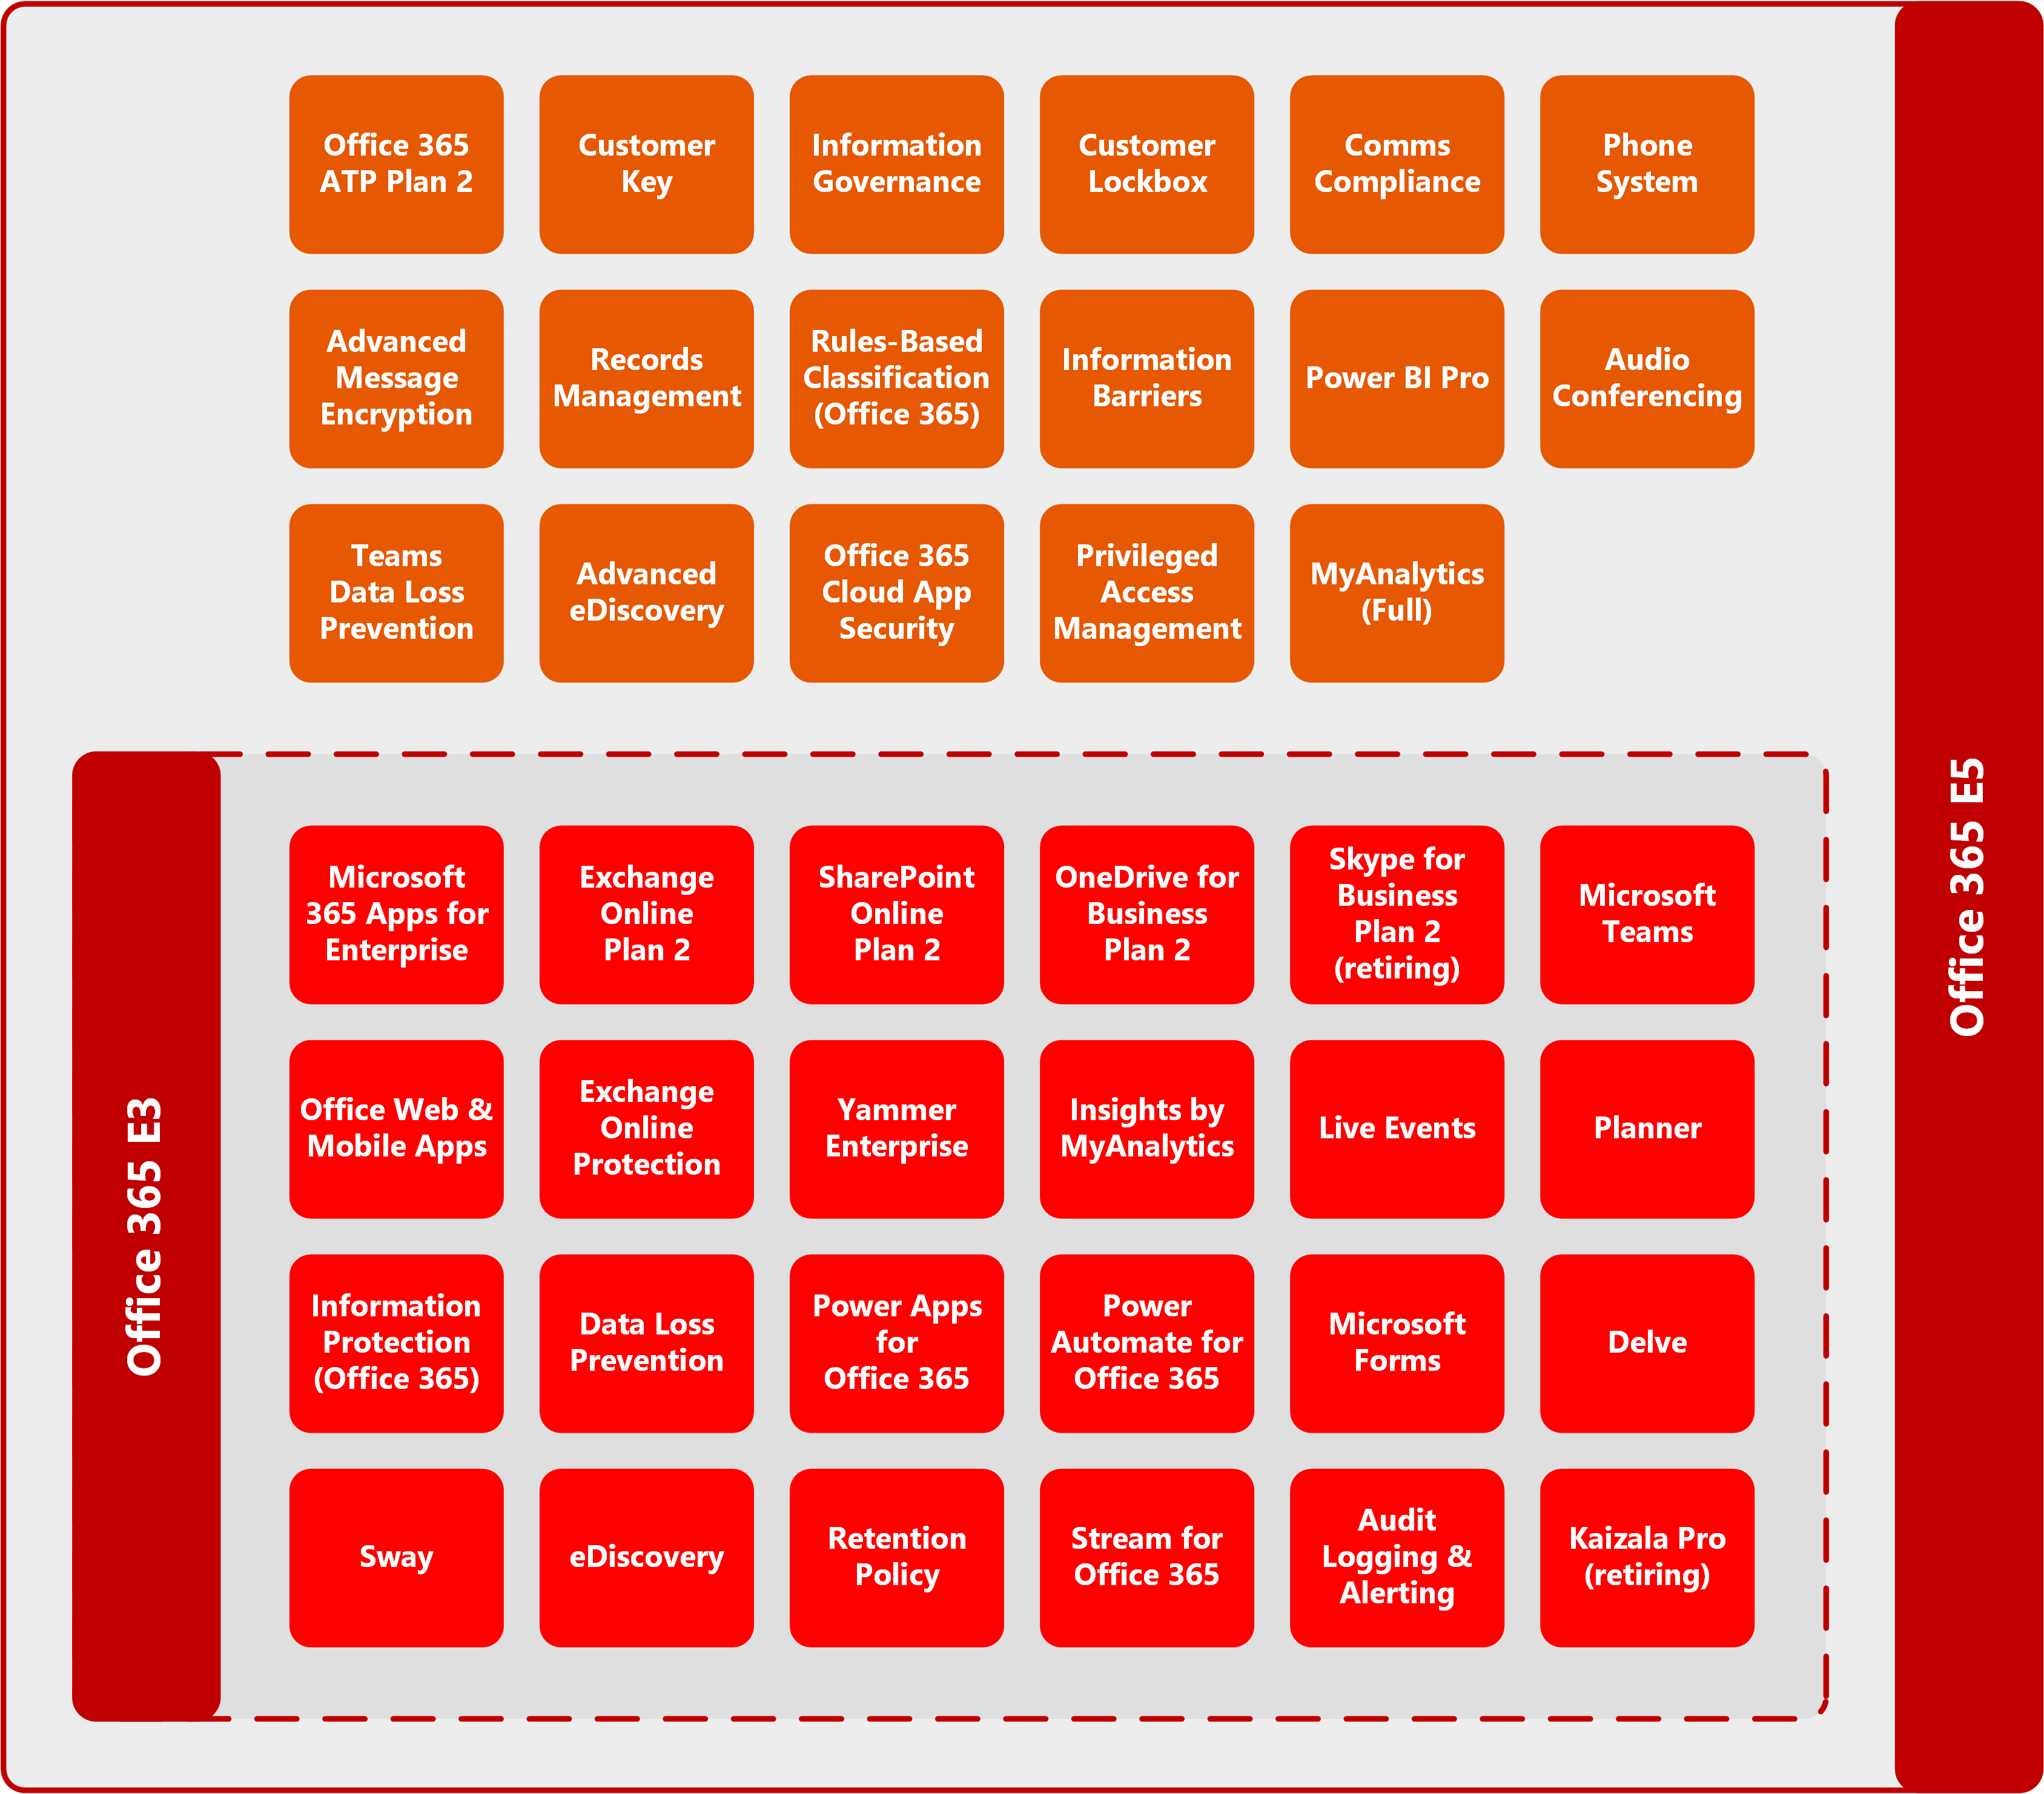 Office 365
ATP Plan 2
Customer
Key
Information
Governance
Customer
Lockbox
Comms
Compliance
Phone
System
Advanced
Message
Encryption
Records
Management
Rules-Based
Classification
(Office 365)
Information
Barriers
Power BI Pro
Audio
Conferencing
Teams
Data Loss
Prevention
Advanced
eDiscovery
Office 365
Cloud App
Security
Privileged
Access
Management
MyAnalytics
(Full)
Office 365 E5
Office 365 E3
Microsoft
365 Apps for
Enterprise
Exchange
Online
Plan 2
SharePoint
Online
Plan 2
OneDrive for
Business
Plan 2
Skype for
Business
Plan 2
(retiring)
Microsoft
Teams
Office Web &
Mobile Apps
Exchange
Online
Protection
Yammer
Enterprise
Insights by
MyAnalytics
Live Events
Planner
Information
Protection
(Office 365)
Data Loss
Prevention
Power Apps
for
Office 365
Power
Automate for
Office 365
Microsoft
Forms
Delve
Sway
eDiscovery
Retention
Policy
Stream for
Office 365
Audit
Logging &
Alerting
Kaizala Pro
(retiring)